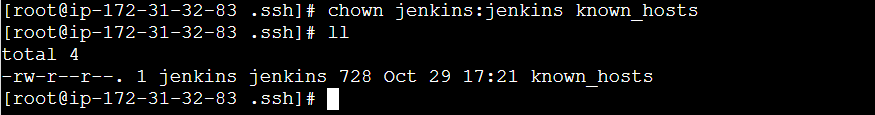 [root@ip-172-31-32-83 .ssh]# chown jenkins:jenkins known_hosts
[root@ip-172-31-32-83 .ssh]# ll
total 4
-rw-r--r--. 1 jenkins jenkins 728 Oct 29 17:21 known_hosts
[root@ip-172-31-32-83 .ssh]#